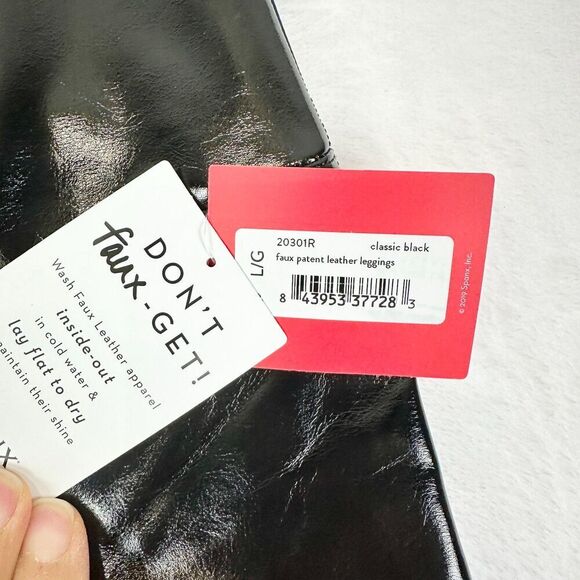 DON'T
faux-GET!
Wash Faux Leather apparel
inside-out
in cold water &
lay flat to dry
maintain their shine
20301R classic black
faux patent leather leggings
L/G
8 43953 37728 3
© 2019 Spanx, Inc.